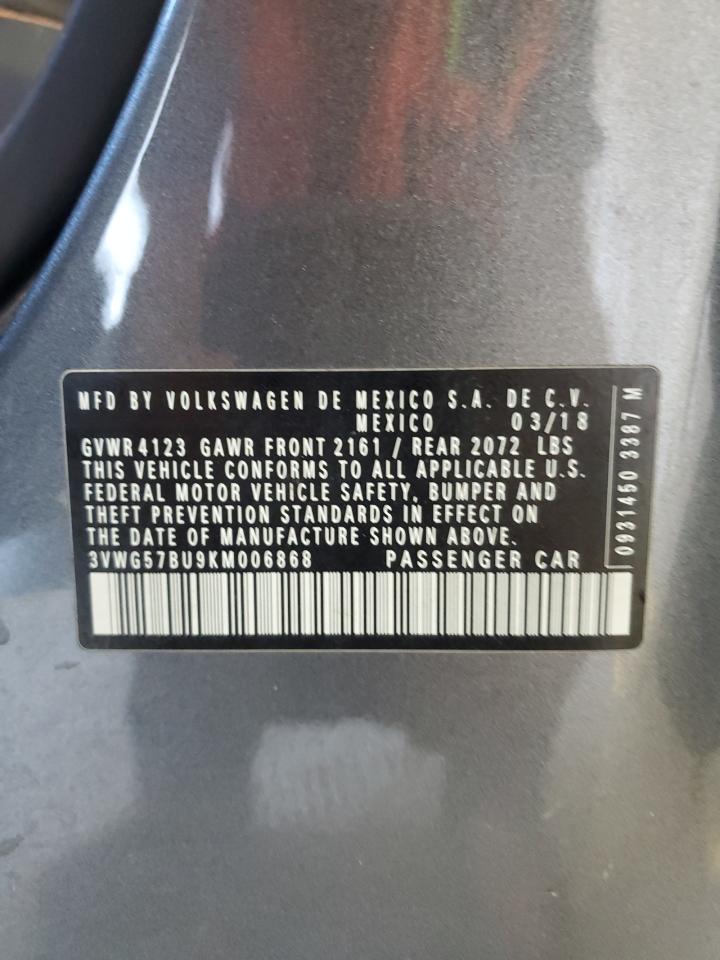 MFD BY VOLKSWAGEN DE MEXICO S.A. DE C.V.
MEXICO 03/18
GVWR 4123 GAWR FRONT 2161 / REAR 2072 LBS
THIS VEHICLE CONFORMS TO ALL APPLICABLE U.S.
FEDERAL MOTOR VEHICLE SAFETY, BUMPER AND
THEFT PREVENTION STANDARDS IN EFFECT ON
THE DATE OF MANUFACTURE SHOWN ABOVE.
3VWG57BU9KM006868 PASSENGER CAR
0931450 3387 M